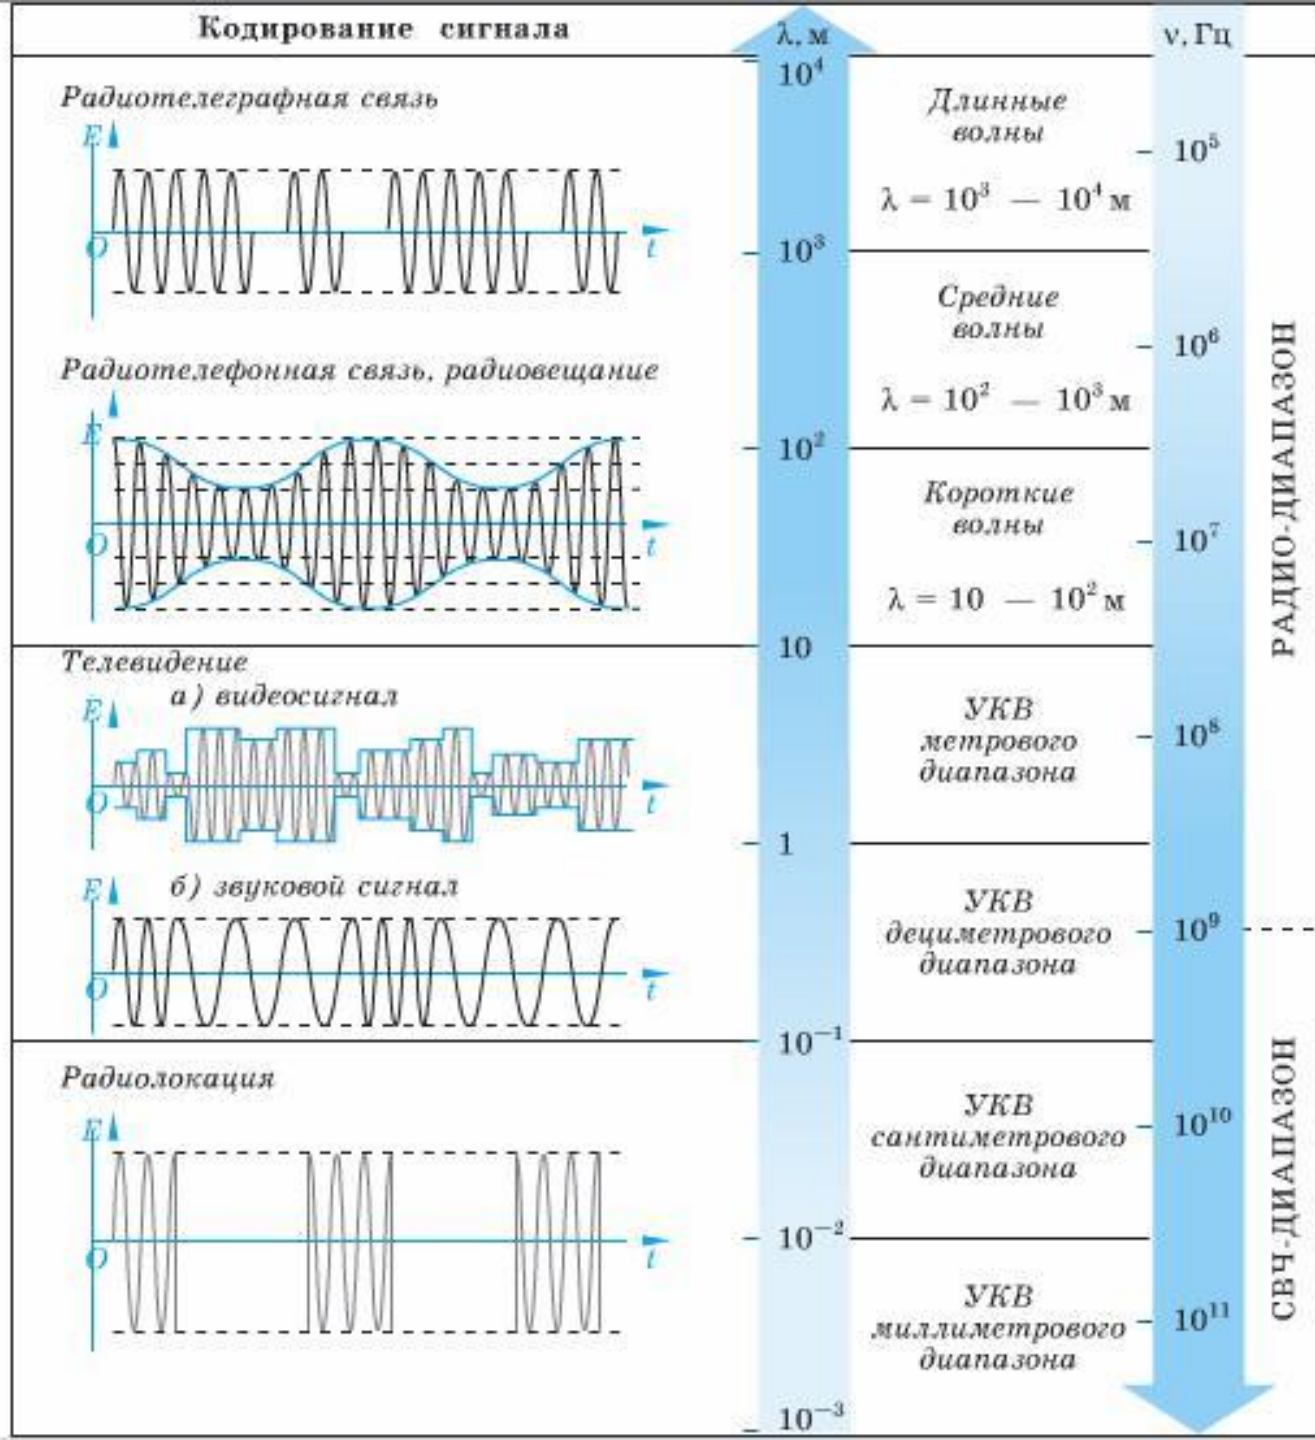 Кодирование сигнала
λ, м
ν, Гц
Радиотелеграфная связь
E
O
t
Радиотелефонная связь, радиовещание
E
O
t
Телевидение
а) видеосигнал
E
O
t
б) звуковой сигнал
E
O
t
Радиолокация
E
O
t
10⁴
10³
10²
10
1
10⁻¹
10⁻²
10⁻³
Длинные
волны
λ = 10³ — 10⁴ м
Средние
волны
λ = 10² — 10³ м
Короткие
волны
λ = 10 — 10² м
УКВ
метрового
диапазона
УКВ
дециметрового
диапазона
УКВ
сантиметрового
диапазона
УКВ
миллиметрового
диапазона
10⁵
10⁶
10⁷
10⁸
10⁹
10¹⁰
10¹¹
РАДИО-ДИАПАЗОН
СВЧ-ДИАПАЗОН